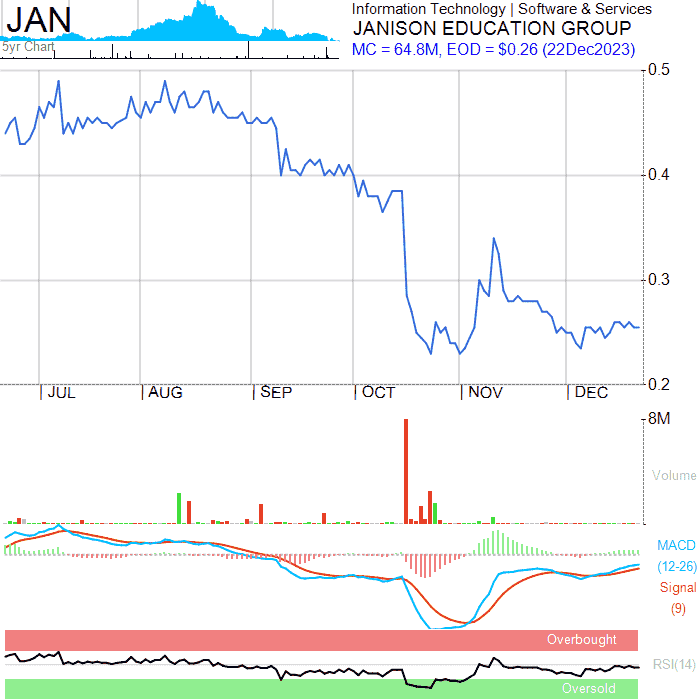 JAN
5yr Chart
Information Technology | Software & Services
JANISON EDUCATION GROUP
MC = 64.8M, EOD = $0.26 (22Dec2023)
0.5
0.4
0.3
0.2
| JUL | AUG | SEP | OCT | NOV | DEC
8M
Volume
MACD
(12-26)
Signal
(9)
Overbought
RSI(14)
Oversold